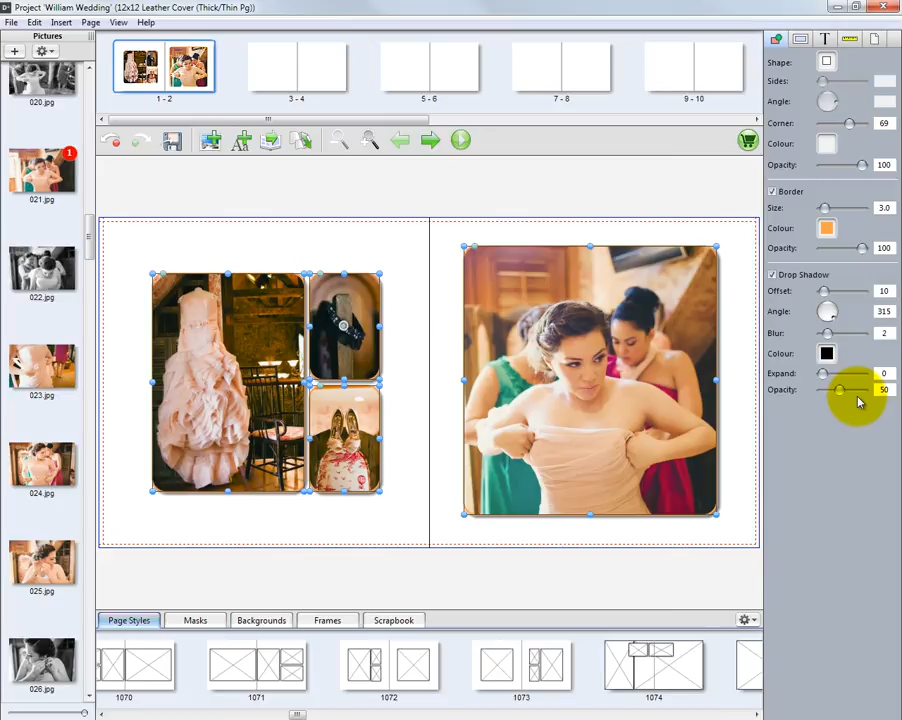 Project 'William Wedding' (12x12 Leather Cover (Thick/Thin Pg))
File Edit Insert Page View Help
Pictures
020.jpg
1
021.jpg
022.jpg
023.jpg
024.jpg
025.jpg
026.jpg
1 - 2 3 - 4 5 - 6 7 - 8 9 - 10
Aa
Page Styles Masks Backgrounds Frames Scrapbook
1070 1071 1072 1073 1074
T
Shape:
Sides:
Angle:
Corner: 69
Colour:
Opacity: 100
Border
Size: 3.0
Colour:
Opacity: 100
Drop Shadow
Offset: 10
Angle: 315
Blur: 2
Colour:
Expand: 0
Opacity: 50